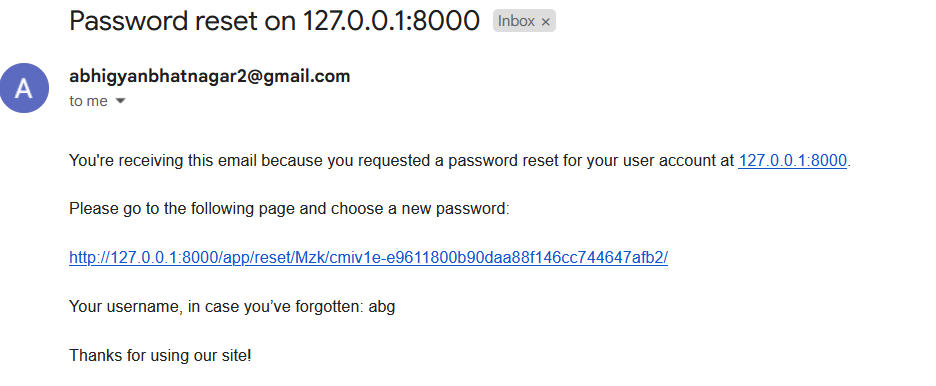 Password reset on 127.0.0.1:8000 Inbox ×
A
abhigyanbhatnagar2@gmail.com
to me
You're receiving this email because you requested a password reset for your user account at 127.0.0.1:8000.
Please go to the following page and choose a new password:
http://127.0.0.1:8000/app/reset/Mzk/cmiv1e-e9611800b90daa88f146cc744647afb2/
Your username, in case you’ve forgotten: abg
Thanks for using our site!